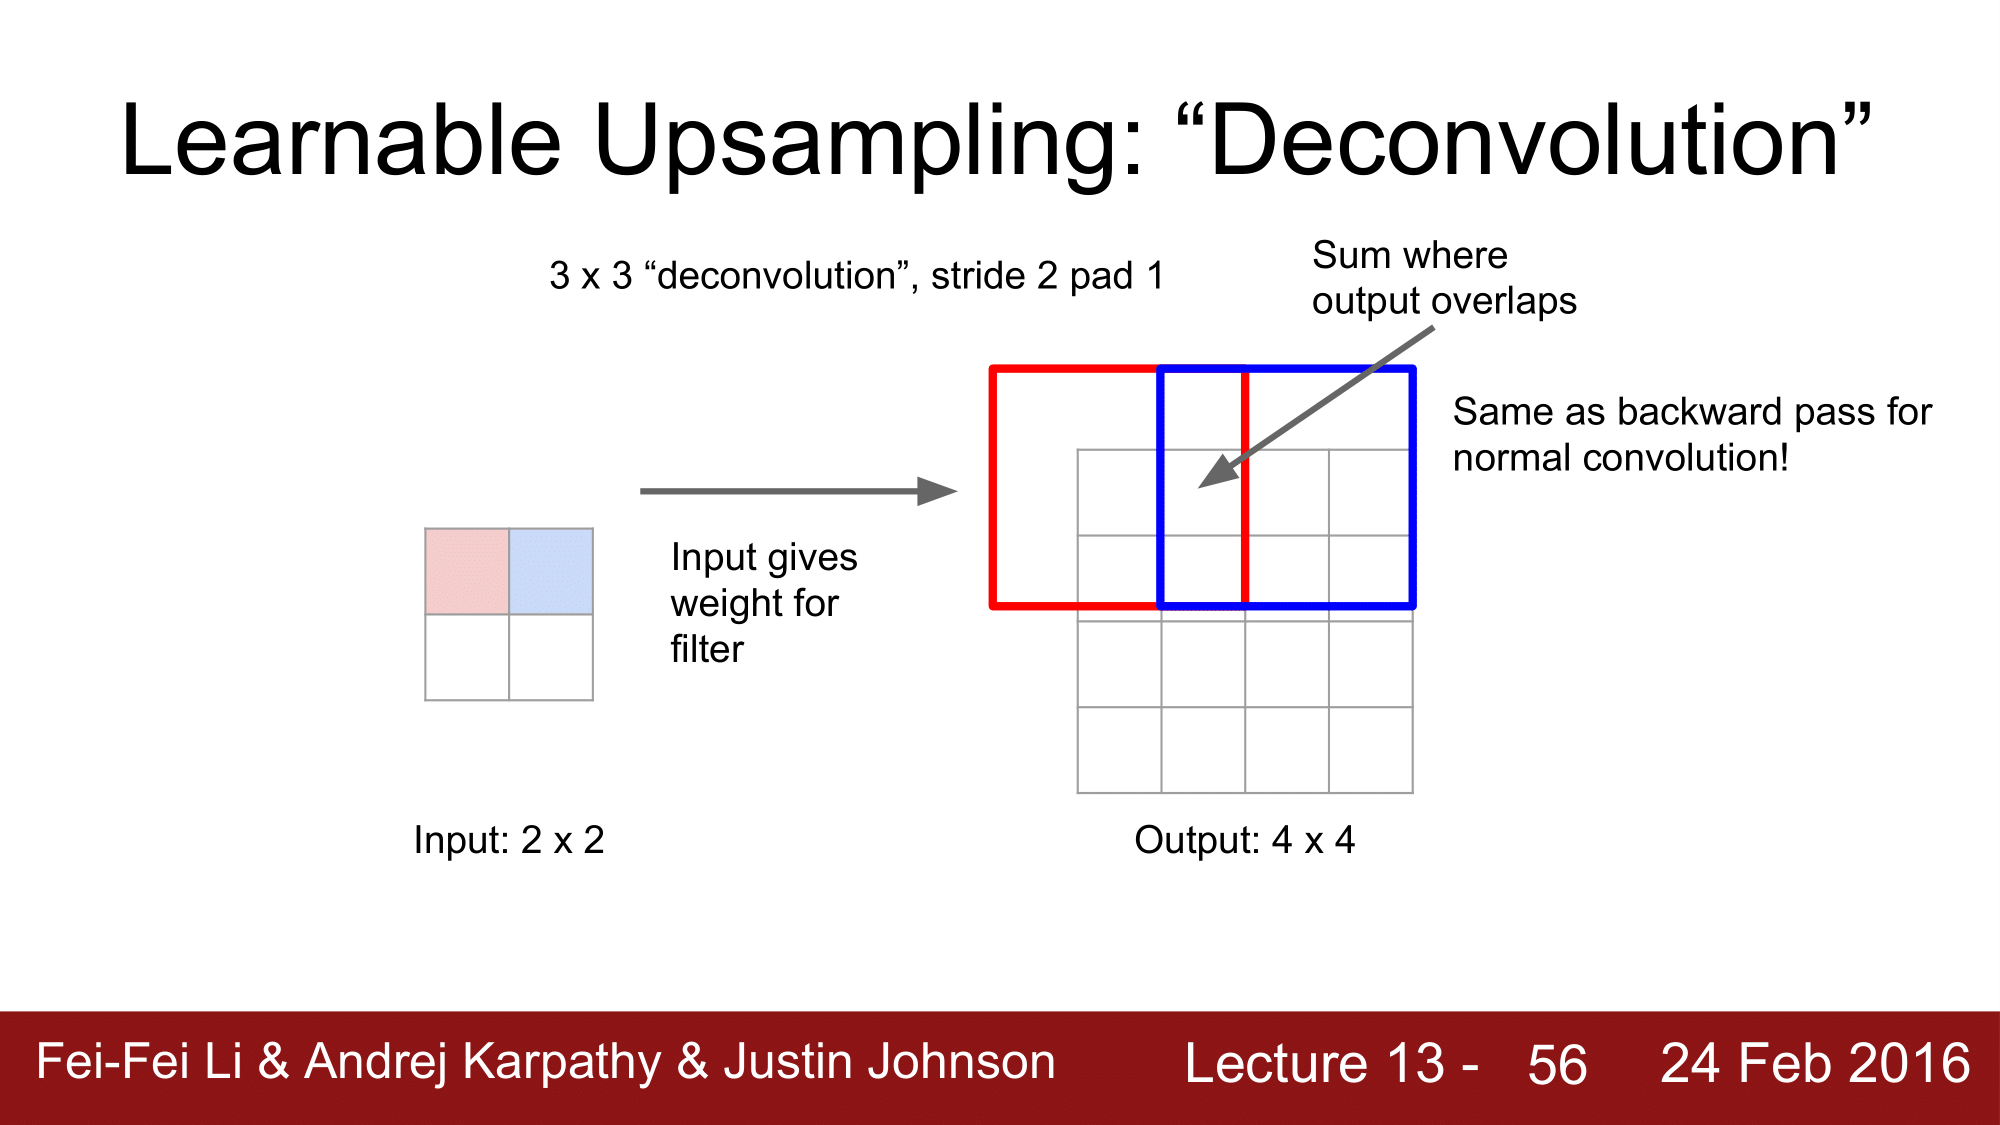 Learnable Upsampling: “Deconvolution”
3 x 3 “deconvolution”, stride 2 pad 1
Sum where
output overlaps
Same as backward pass for
normal convolution!
Input gives
weight for
filter
Input: 2 x 2
Output: 4 x 4
Fei-Fei Li & Andrej Karpathy & Justin Johnson
Lecture 13 - 56
24 Feb 2016